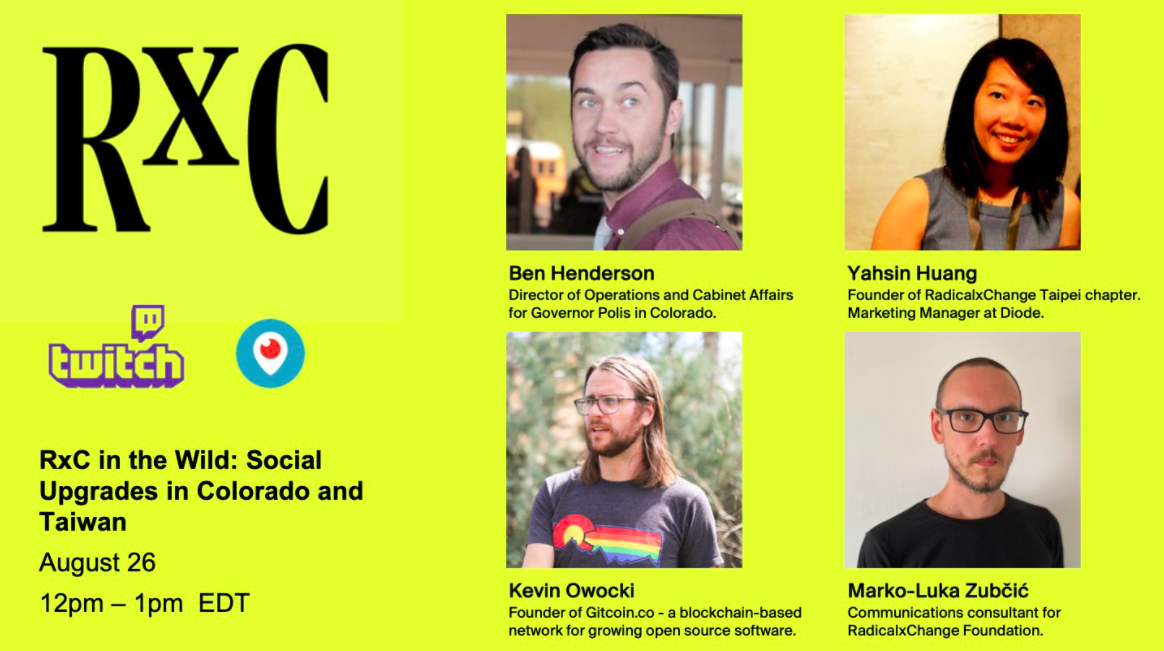 RxC
twitch
RxC in the Wild: Social
Upgrades in Colorado and
Taiwan
August 26
12pm – 1pm  EDT
Ben Henderson
Director of Operations and Cabinet Affairs
for Governor Polis in Colorado.
Yahsin Huang
Founder of RadicalxChange Taipei chapter.
Marketing Manager at Diode.
Kevin Owocki
Founder of Gitcoin.co - a blockchain-based
network for growing open source software.
Marko-Luka Zubčić
Communications consultant for
RadicalxChange Foundation.